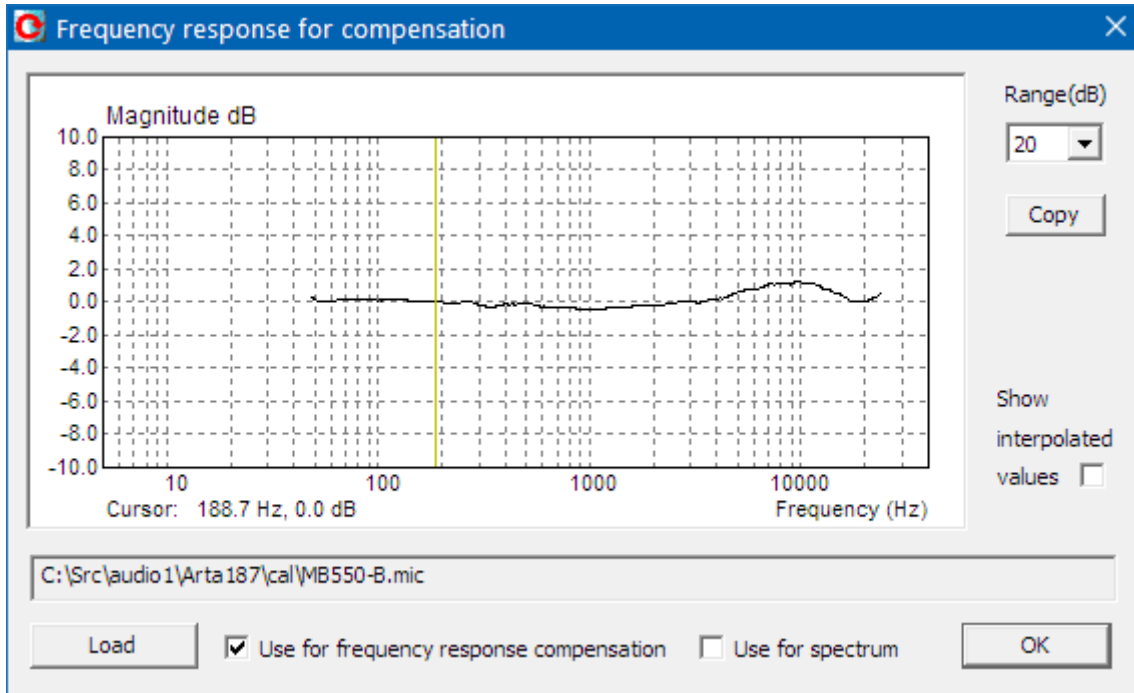 Frequency response for compensation
Magnitude dB
10.0
8.0
6.0
4.0
2.0
0.0
-2.0
-4.0
-6.0
-8.0
-10.0
10 100 1000 10000
Cursor: 188.7 Hz, 0.0 dB Frequency (Hz)
Range(dB)
20
Copy
Show
interpolated
values
C:\Src\audio1\Arta187\cal\MB550-B.mic
Load Use for frequency response compensation Use for spectrum OK